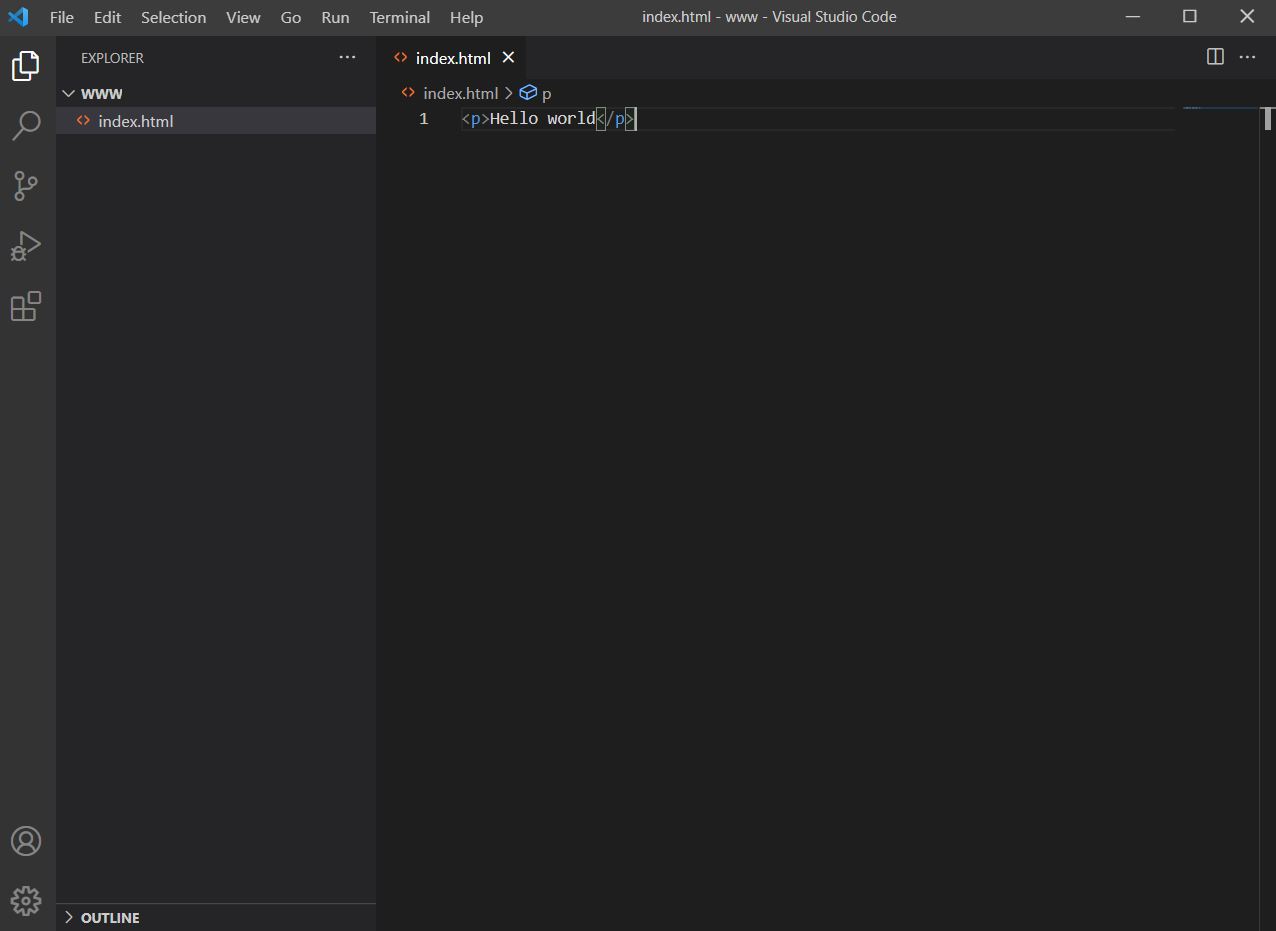 File Edit Selection View Go Run Terminal Help index.html - www - Visual Studio Code
EXPLORER ···
WWW
index.html
OUTLINE
index.html
index.html > p
1 <p>Hello world</p>